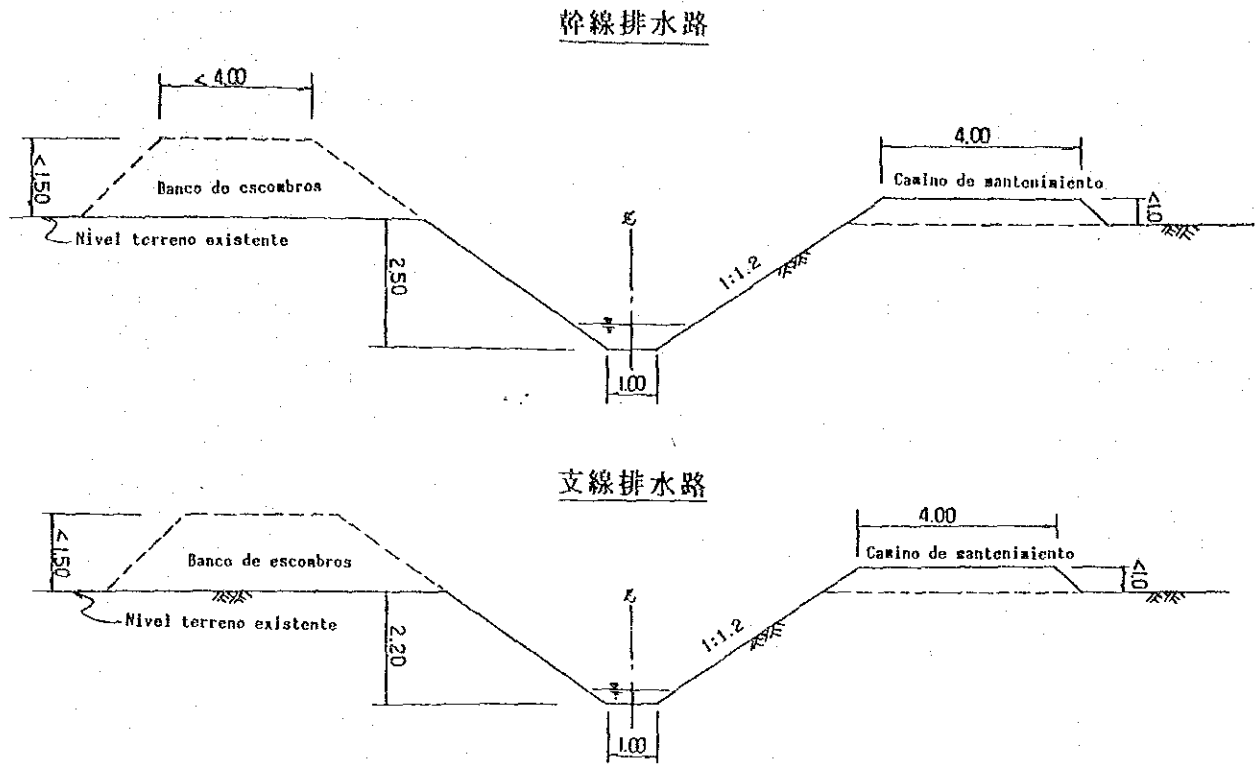 幹線排水路
< 4.00
4.00
<1.50
Banco de escombros
Camino de mantenimiento
<1.0
Nivel terreno existente
2.50
1:1.2
1.00
支線排水路
4.00
<1.50
Banco de escombros
Camino de mantenimiento
<1.0
Nivel terreno existente
2.20
1:1.2
1.00